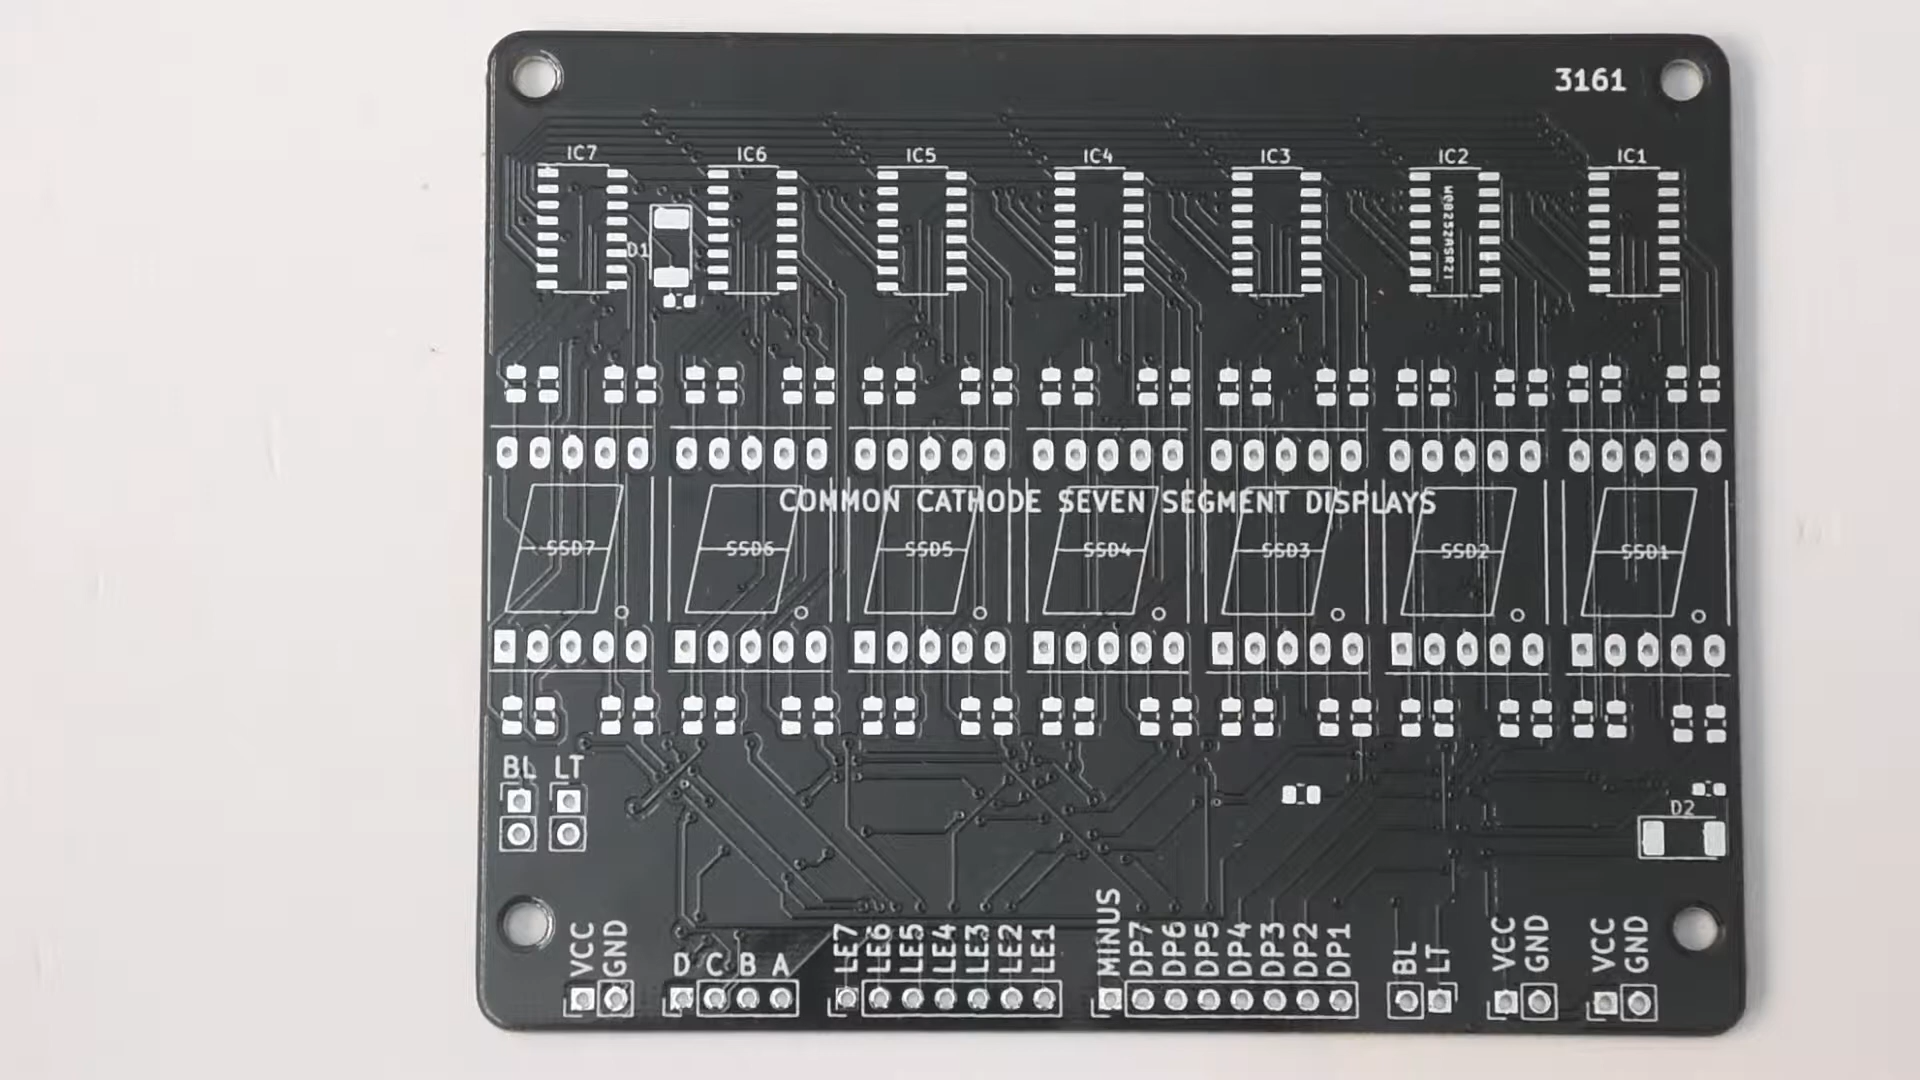 3161
IC7 IC6 IC5 IC4 IC3 IC2 IC1
D1
COMMON CATHODE SEVEN SEGMENT DISPLAYS
SSD7 SSD6 SSD5 SSD4 SSD3 SSD2 SSD1
BL LT
D2
VCC GND
D C B A
LE7 LE6 LE5 LE4 LE3 LE2 LE1
MINUS DP7 DP6 DP5 DP4 DP3 DP2 DP1
BL LT
VCC GND
VCC GND